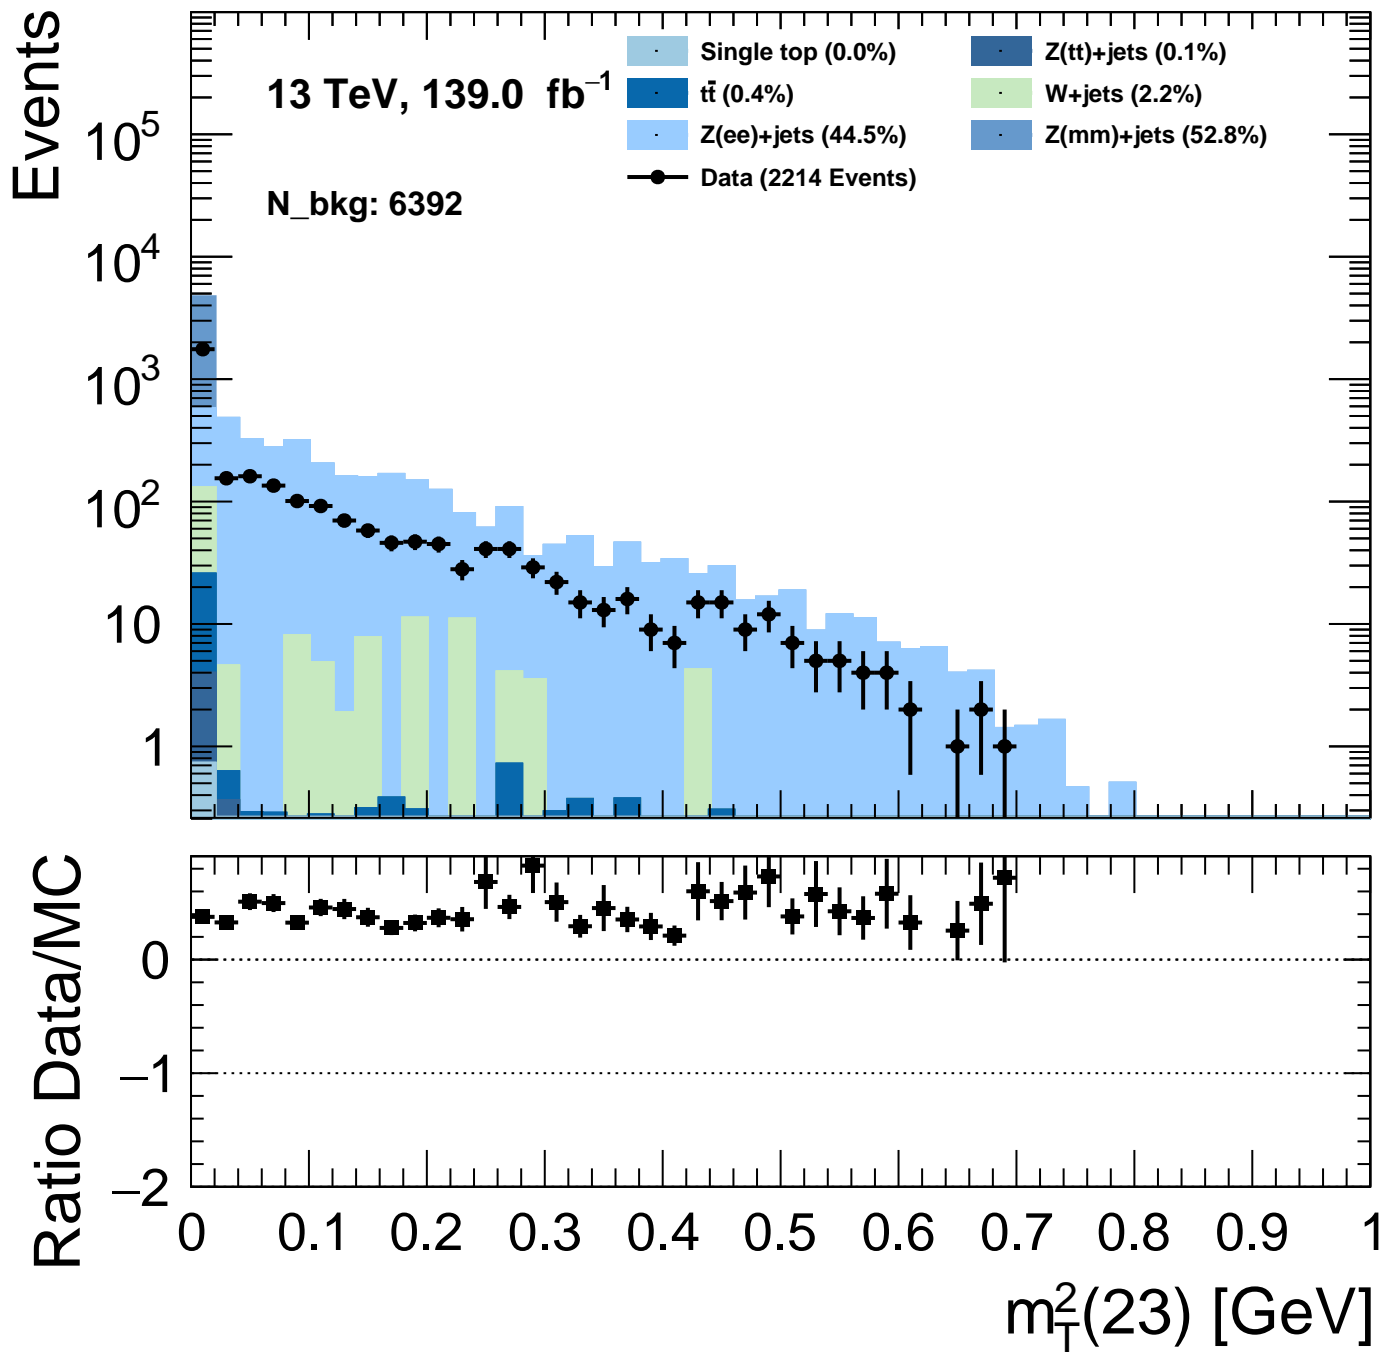 Events
13 TeV, 139.0 fb⁻¹
N_bkg: 6392
Single top (0.0%)
Z(tt)+jets (0.1%)
tt̄ (0.4%)
W+jets (2.2%)
Z(ee)+jets (44.5%)
Z(mm)+jets (52.8%)
Data (2214 Events)
10⁵
10⁴
10³
10²
10
1
Ratio Data/MC
0
−1
−2
0 0.1 0.2 0.3 0.4 0.5 0.6 0.7 0.8 0.9 1
m²_T(23) [GeV]